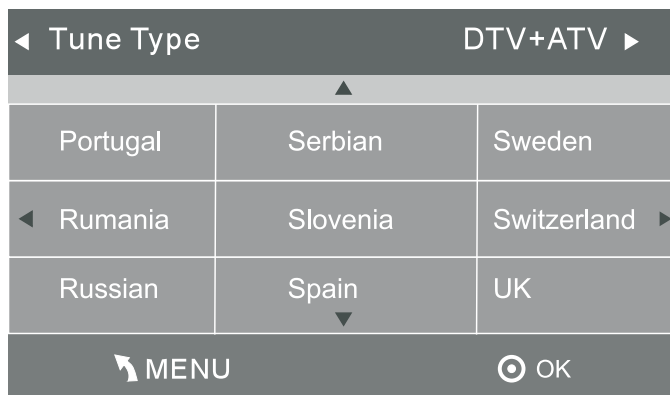 Tune Type DTV+ATV
Portugal Serbian Sweden
Rumania Slovenia Switzerland
Russian Spain UK
MENU OK